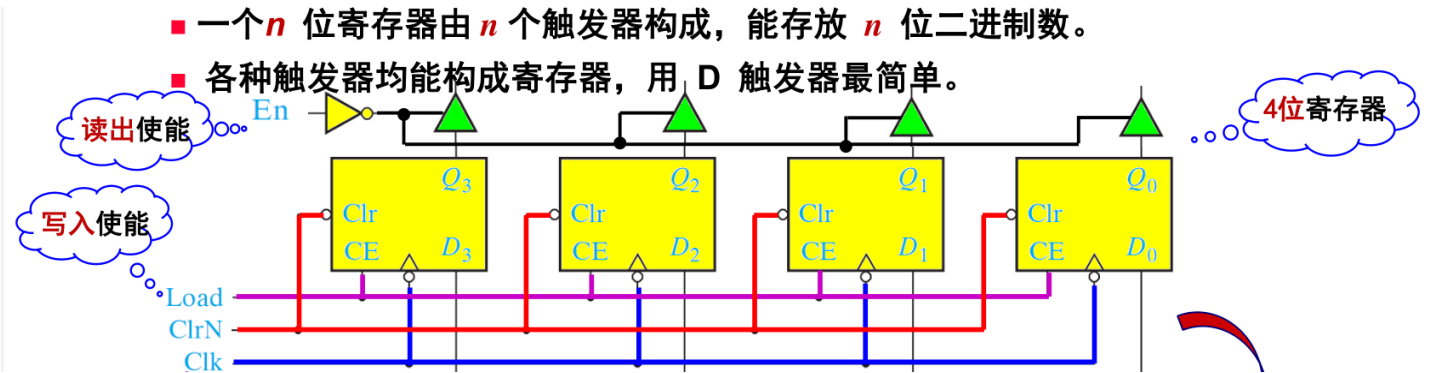 一个n 位寄存器由 n 个触发器构成，能存放 n 位二进制数。
各种触发器均能构成寄存器，用 D 触发器最简单。
读出使能
En
4位寄存器
写入使能
Q3
Q2
Q1
Q0
Clr
Clr
Clr
Clr
CE
D3
CE
D2
CE
D1
CE
D0
Load
ClrN
Clk